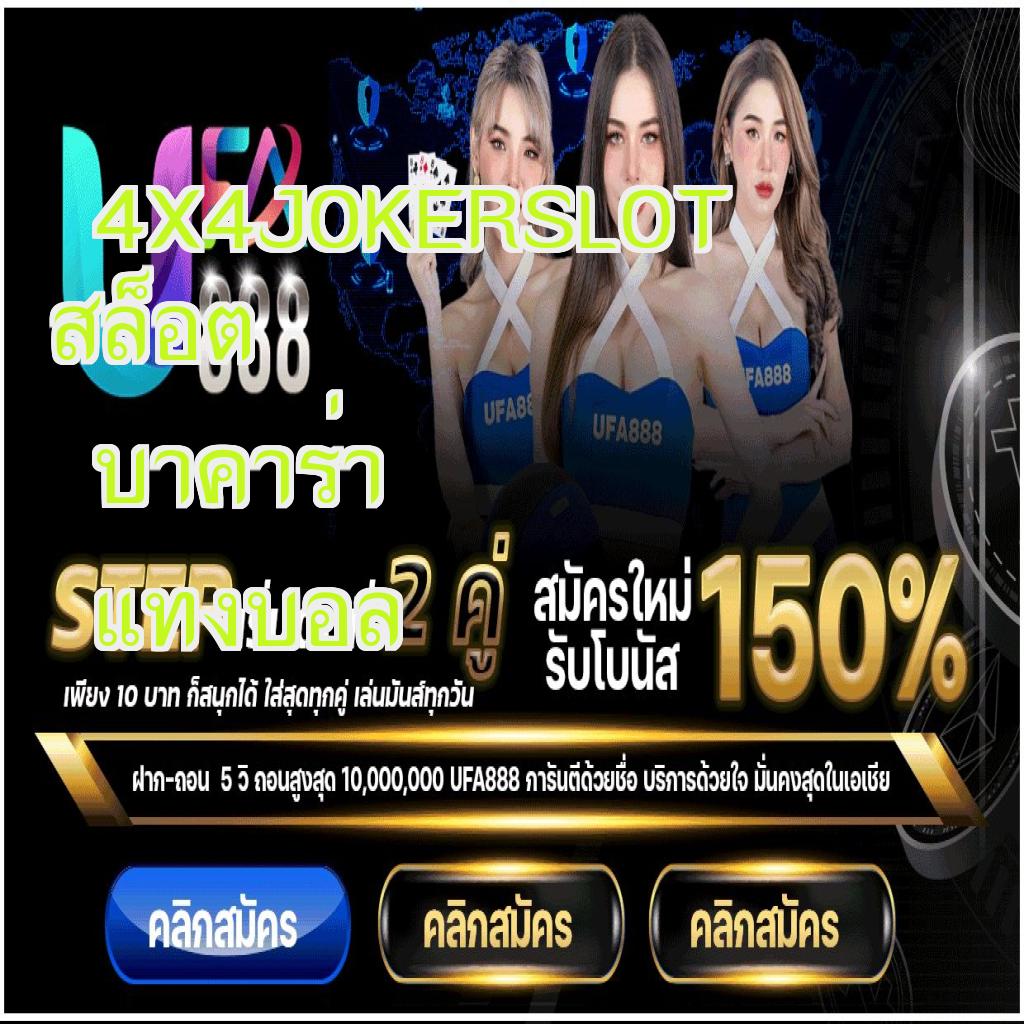 UFA
4X4JOKERSLOT
สล็อต
888
UFA888
UFA888
FA888
บาคาร่า
STEP 2 คู่
แทงบอล
สมัครใหม่
รับโบนัส
150%
เพียง 10 บาท ก็สนุกได้ ใส่สุดทุกคู่ เล่นมันส์ทุกวัน
ฝาก-ถอน 5 วิ ถอนสูงสุด 10,000,000 UFA888 การันตีด้วยชื่อ บริการด้วยใจ มั่นคงสุดในเอเชีย
คลิกสมัคร
คลิกสมัคร
คลิกสมัคร